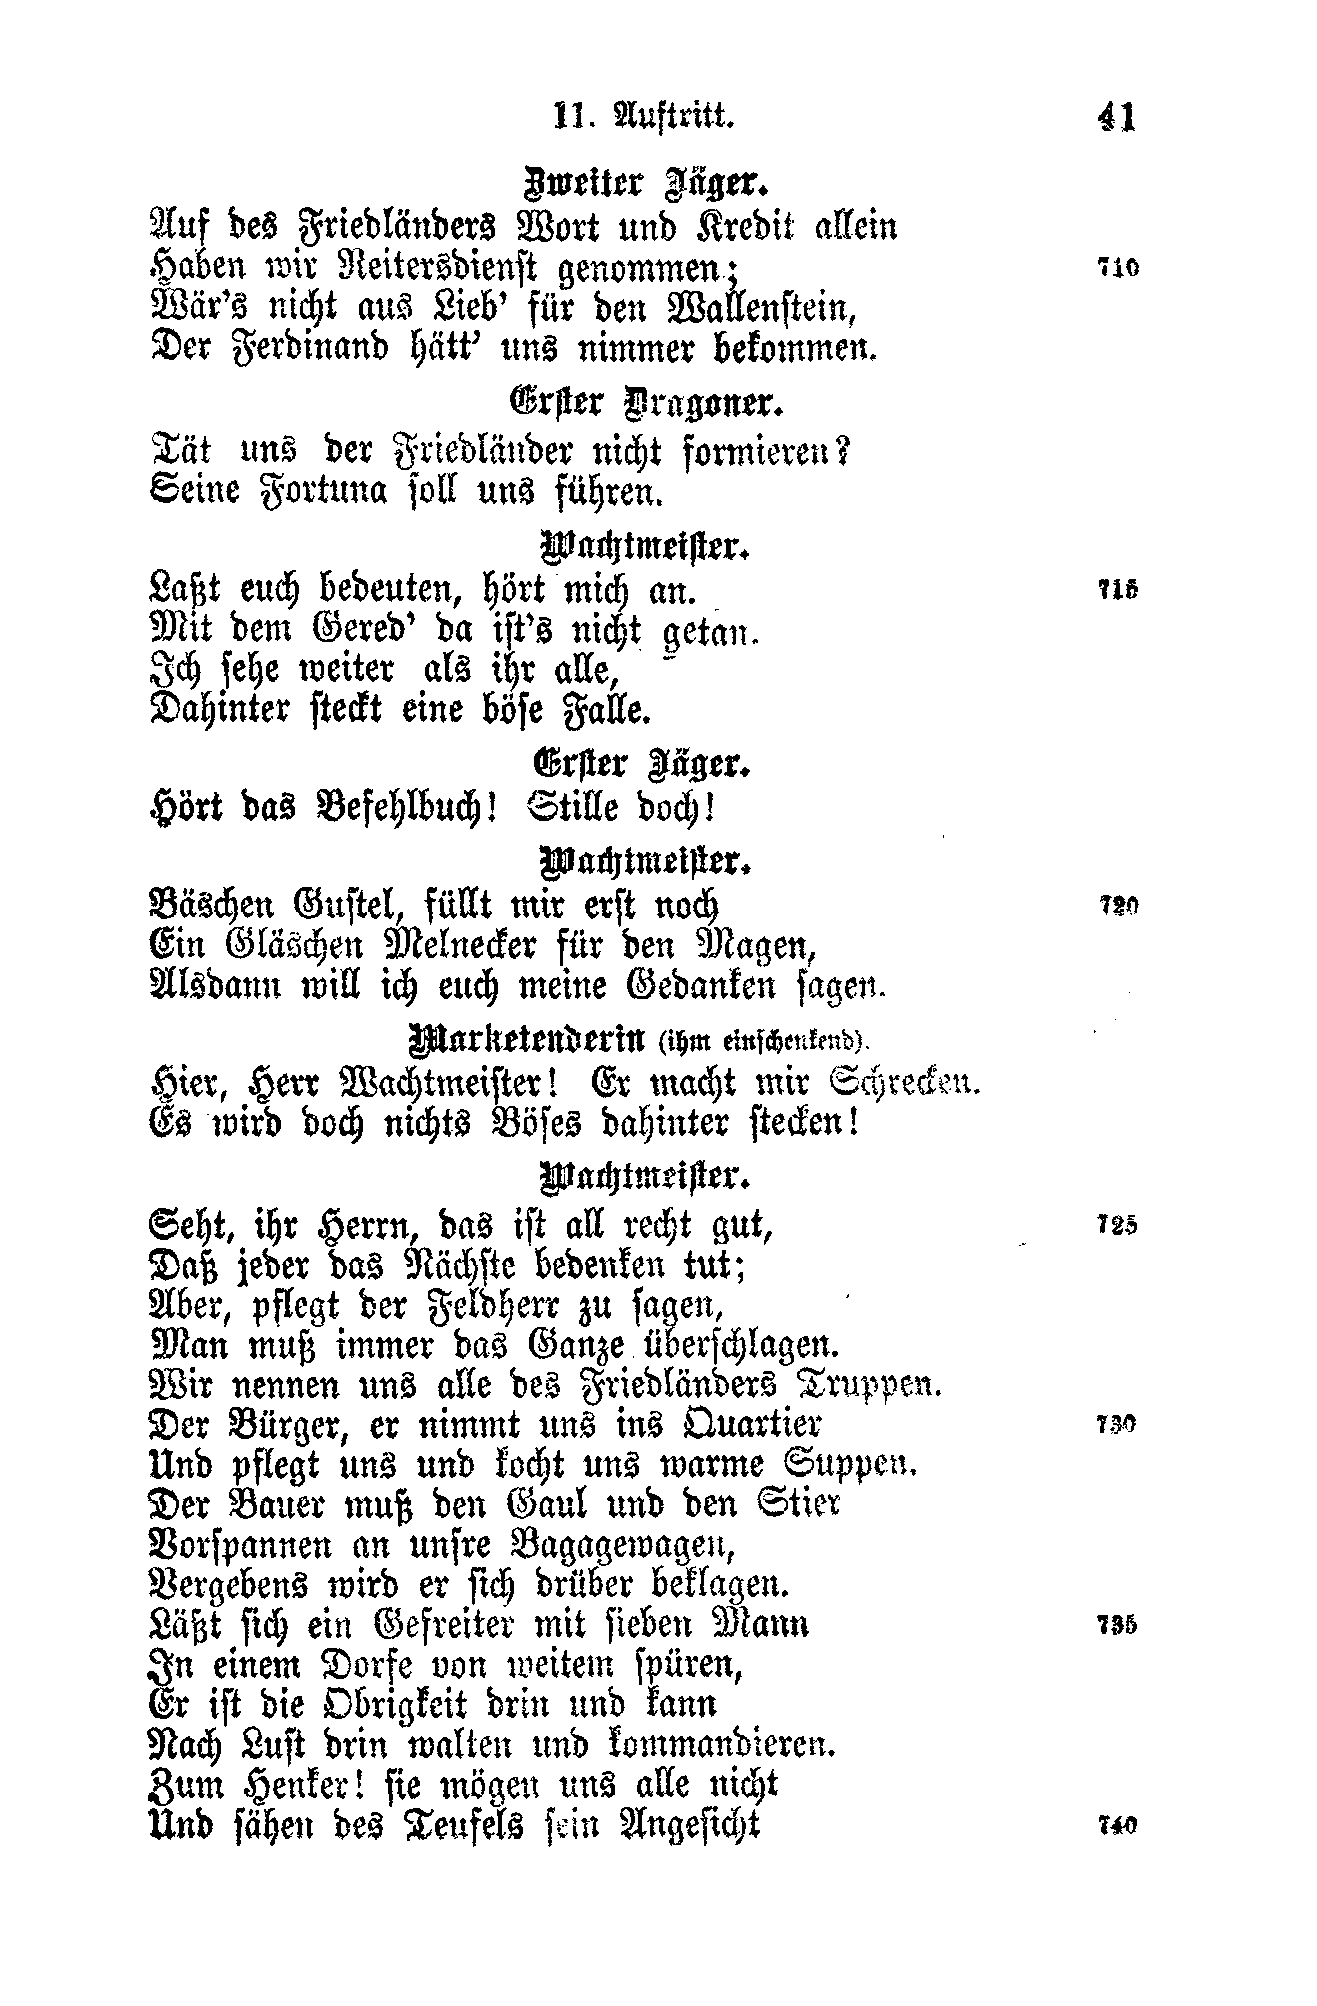 11. Auftritt. 41
Zweiter Jäger.
Auf des Friedländers Wort und Kredit allein
Haben wir Reitersdienst genommen; 710
Wär's nicht aus Lieb' für den Wallenstein,
Der Ferdinand hätt' uns nimmer bekommen.
Erster Dragoner.
Tät uns der Friedländer nicht formieren?
Seine Fortuna soll uns führen.
Wachtmeister.
Laßt euch bedeuten, hört mich an. 715
Mit dem Gered' da ist's nicht getan.
Ich sehe weiter als ihr alle,
Dahinter steckt eine böse Falle.
Erster Jäger.
Hört das Befehlbuch! Stille doch!
Wachtmeister.
Bäschen Gustel, füllt mir erst noch 720
Ein Gläschen Melnecker für den Magen,
Alsdann will ich euch meine Gedanken sagen.
Marketenderin (ihm einschenkend).
Hier, Herr Wachtmeister! Er macht mir Schrecken.
Es wird doch nichts Böses dahinter stecken!
Wachtmeister.
Seht, ihr Herrn, das ist all recht gut, 725
Daß jeder das Nächste bedenken tut;
Aber, pflegt der Feldherr zu sagen,
Man muß immer das Ganze überschlagen.
Wir nennen uns alle des Friedländers Truppen.
Der Bürger, er nimmt uns ins Quartier 730
Und pflegt uns und kocht uns warme Suppen.
Der Bauer muß den Gaul und den Stier
Vorspannen an unsre Bagagewagen,
Vergebens wird er sich drüber beklagen.
Läßt sich ein Gefreiter mit sieben Mann 735
In einem Dorfe von weitem spüren,
Er ist die Obrigkeit drin und kann
Nach Lust drin walten und kommandieren.
Zum Henker! sie mögen uns alle nicht
Und sähen des Teufels sein Angesicht 740